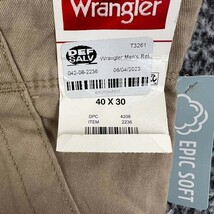 Wrangler
T3261
DEF
SALV
Wrangler Men's Rel
042-08-2236
06/04/2023
40 X 30
DPC 4208
ITEM 2236
EPIC SOFT